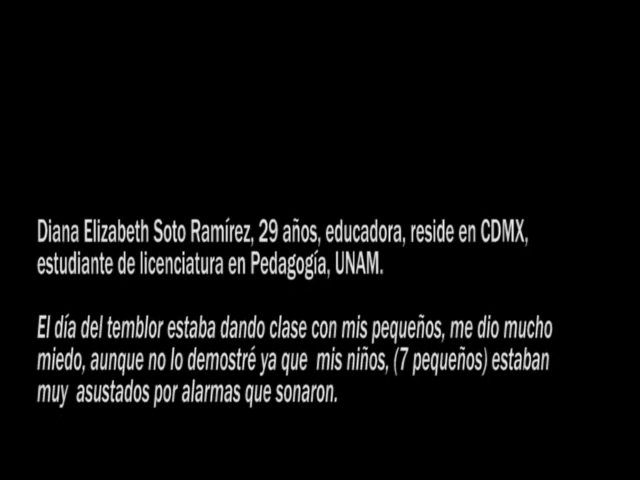 Diana Elizabeth Soto Ramírez, 29 años, educadora, reside en CDMX,
estudiante de licenciatura en Pedagogía, UNAM.
El día del temblor estaba dando clase con mis pequeños, me dio mucho
miedo, aunque no lo demostré ya que mis niños, (7 pequeños) estaban
muy asustados por alarmas que sonaron.